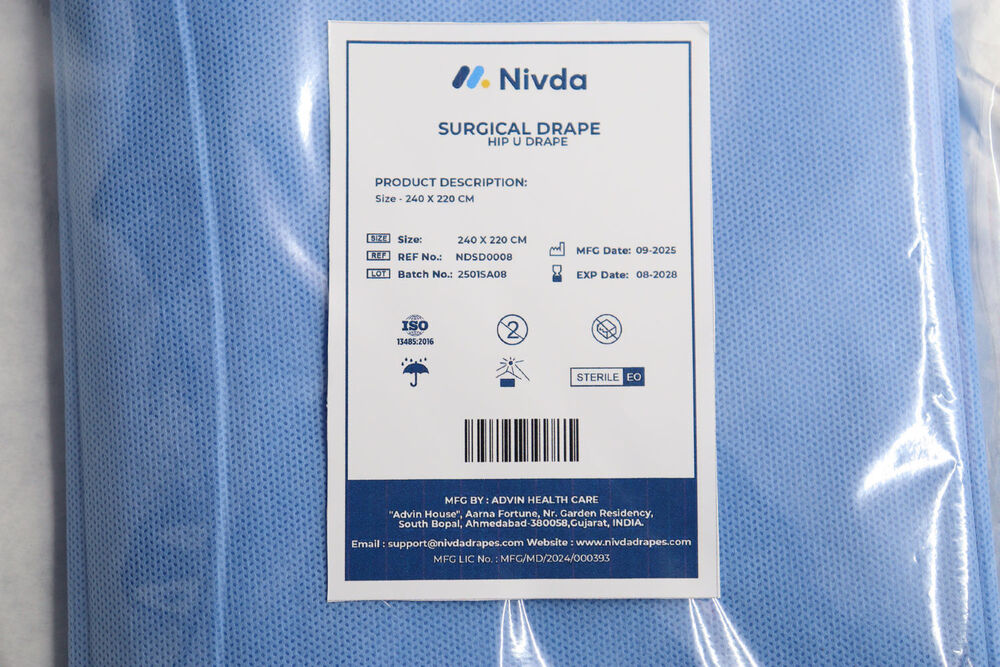 Nivda
SURGICAL DRAPE
HIP U DRAPE
PRODUCT DESCRIPTION:
Size - 240 X 220 CM
SIZE Size: 240 X 220 CM
REF REF No.: NDSD0008
LOT Batch No.: 2501SA08
MFG Date: 09-2025
EXP Date: 08-2028
ISO
13485:2016
2
STERILE EO
MFG BY : ADVIN HEALTH CARE
"Advin House", Aarna Fortune, Nr. Garden Residency,
South Bopal, Ahmedabad-380058,Gujarat, INDIA.
Email : support@nivdadrapes.com Website : www.nivdadrapes.com
MFG LIC No. : MFG/MD/2024/000393